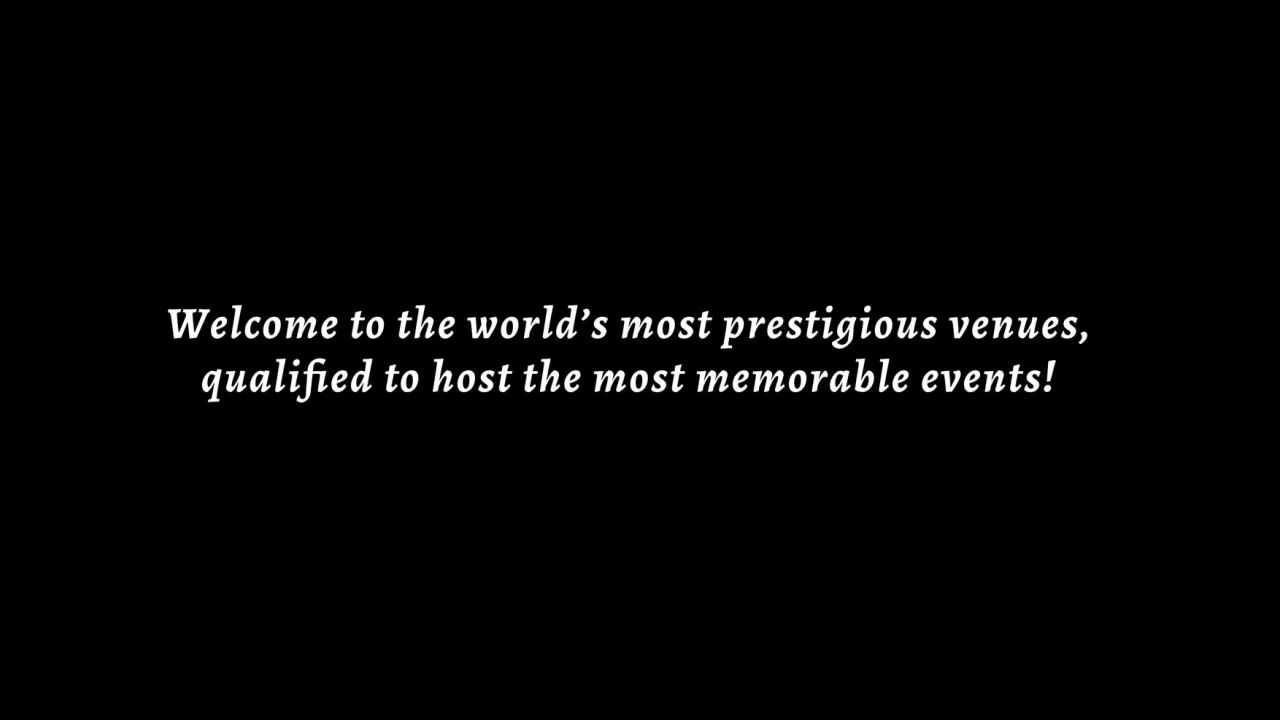 Welcome to the world’s most prestigious venues,
qualified to host the most memorable events!